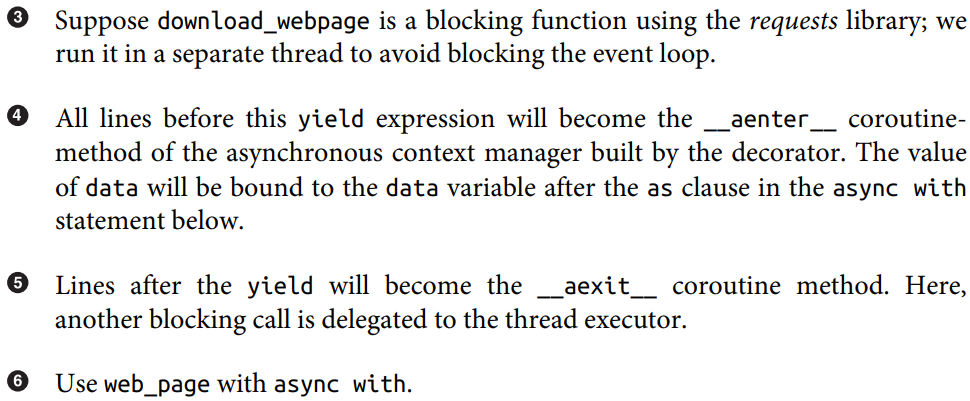 ❸ Suppose download_webpage is a blocking function using the requests library; we
run it in a separate thread to avoid blocking the event loop.
❹ All lines before this yield expression will become the __aenter__ coroutine-
method of the asynchronous context manager built by the decorator. The value
of data will be bound to the data variable after the as clause in the async with
statement below.
❺ Lines after the yield will become the __aexit__ coroutine method. Here,
another blocking call is delegated to the thread executor.
❻ Use web_page with async with.